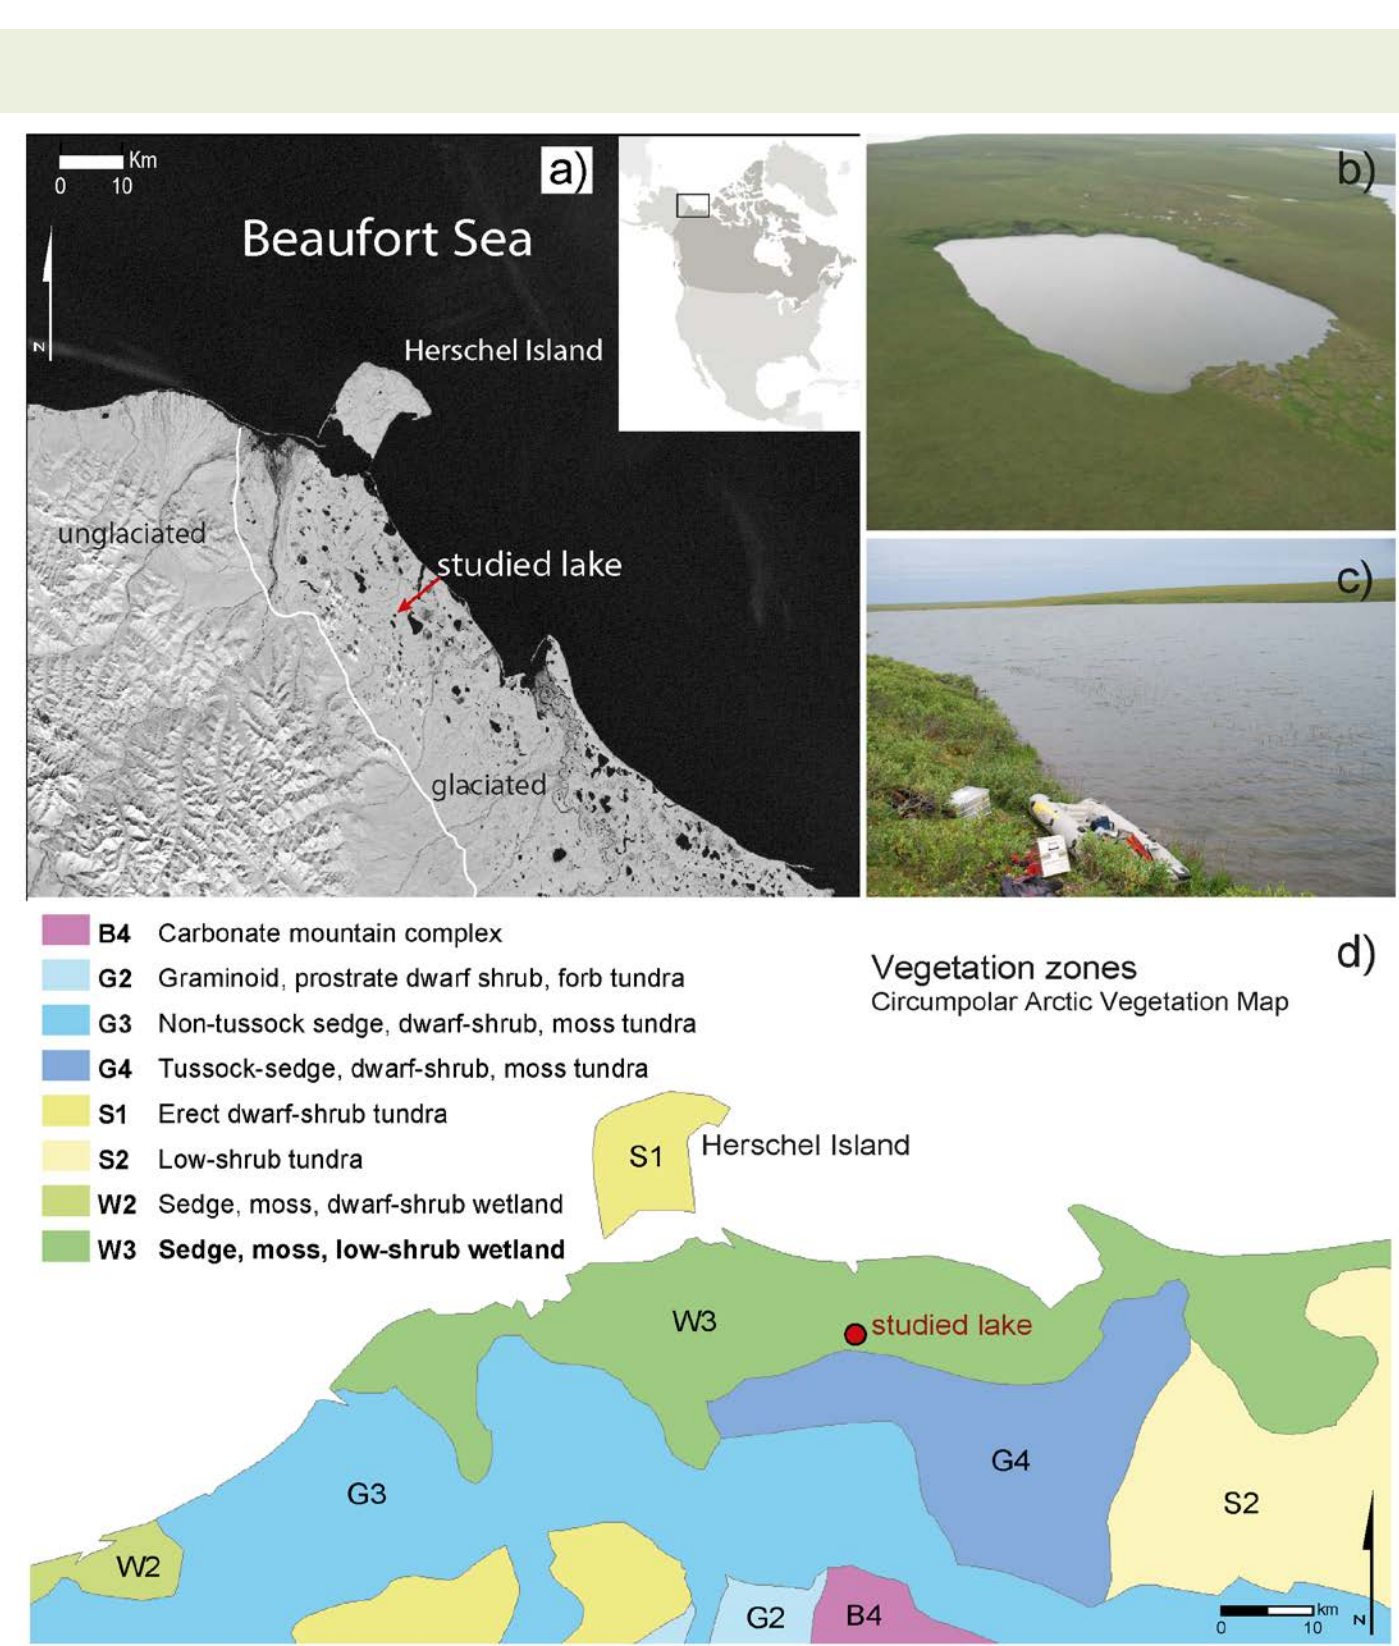 Km
0 10
a)
Beaufort Sea
N
Herschel Island
unglaciated
studied lake
glaciated
b)
c)
B4 Carbonate mountain complex
G2 Graminoid, prostrate dwarf shrub, forb tundra
G3 Non-tussock sedge, dwarf-shrub, moss tundra
G4 Tussock-sedge, dwarf-shrub, moss tundra
S1 Erect dwarf-shrub tundra
S2 Low-shrub tundra
W2 Sedge, moss, dwarf-shrub wetland
W3 Sedge, moss, low-shrub wetland
d)
Vegetation zones
Circumpolar Arctic Vegetation Map
S1
Herschel Island
W3
studied lake
G4
G3
S2
W2
G2
B4
km
0 10
N